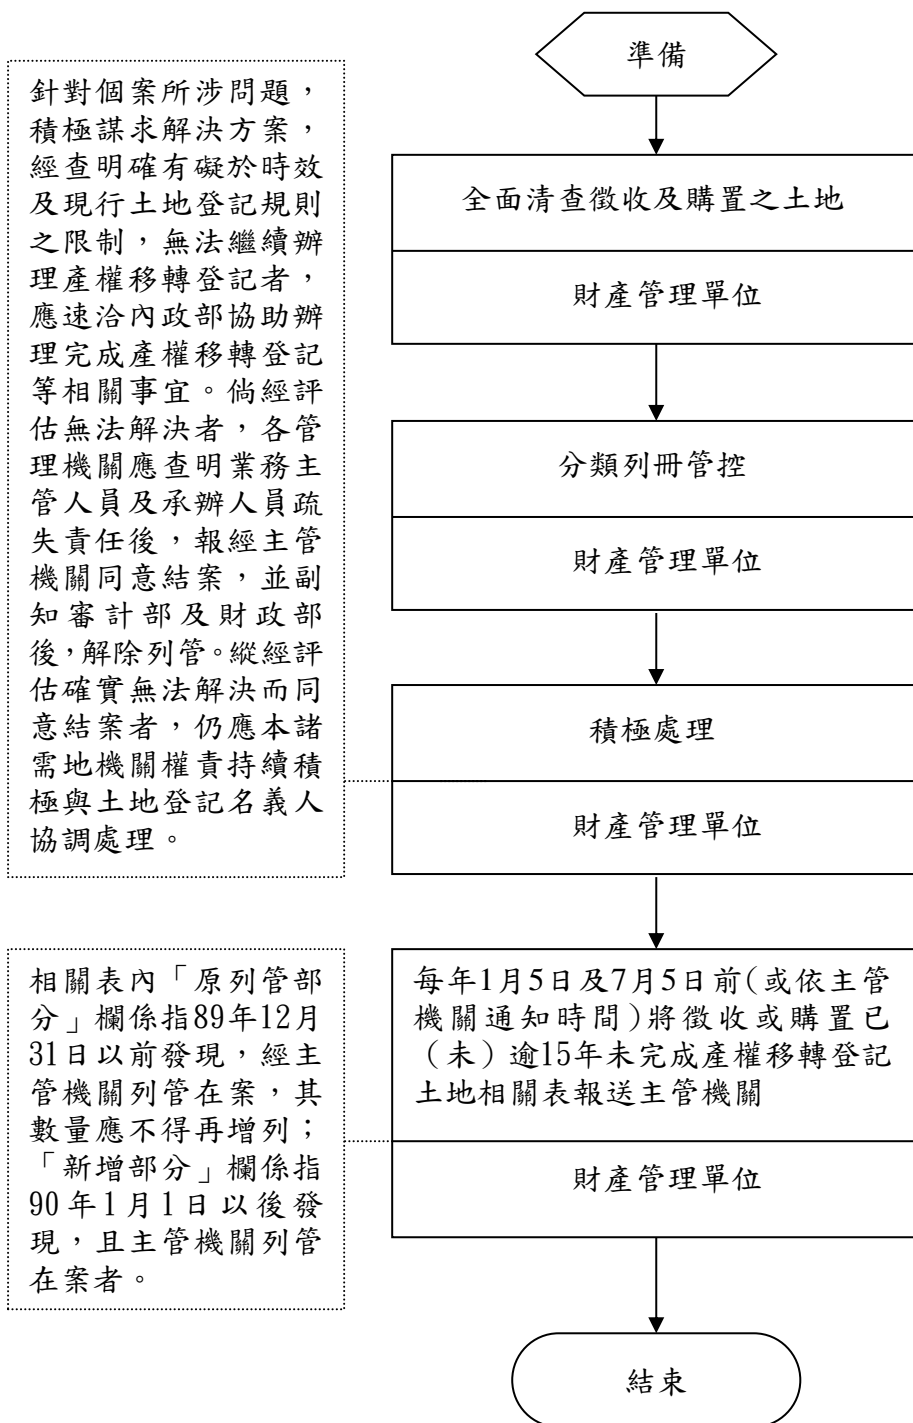 準備
全面清查徵收及購置之土地
財產管理單位
分類列冊管控
財產管理單位
針對個案所涉問題，
積極謀求解決方案，
經查明確有礙於時效
及現行土地登記規則
之限制，無法繼續辦
理產權移轉登記者，
應速洽內政部協助辦
理完成產權移轉登記
等相關事宜。倘經評
估無法解決者，各管
理機關應查明業務主
管人員及承辦人員疏
失責任後，報經主管
機關同意結案，並副
知審計部及財政部
後，解除列管。縱經評
估確實無法解決而同
意結案者，仍應本諸
需地機關權責持續積
極與土地登記名義人
協調處理。
積極處理
財產管理單位
相關表內「原列管部
分」欄係指89年12月
31日以前發現，經主
管機關列管在案，其
數量應不得再增列；
「新增部分」欄係指
90年1月1日以後發
現，且主管機關列管
在案者。
每年1月5日及7月5日前(或依主管
機關通知時間)將徵收或購置已
（未）逾15年未完成產權移轉登記
土地相關表報送主管機關
財產管理單位
結束